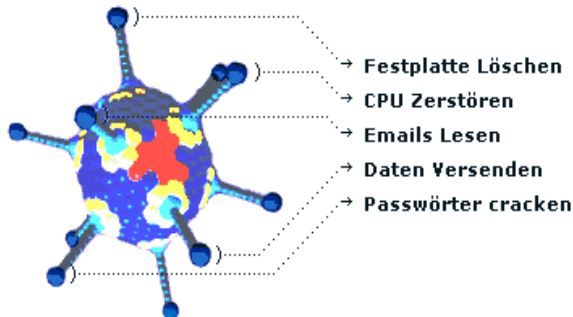 Festplatte Löschen
CPU Zerstören
Emails Lesen
Daten Versenden
Passwörter cracken